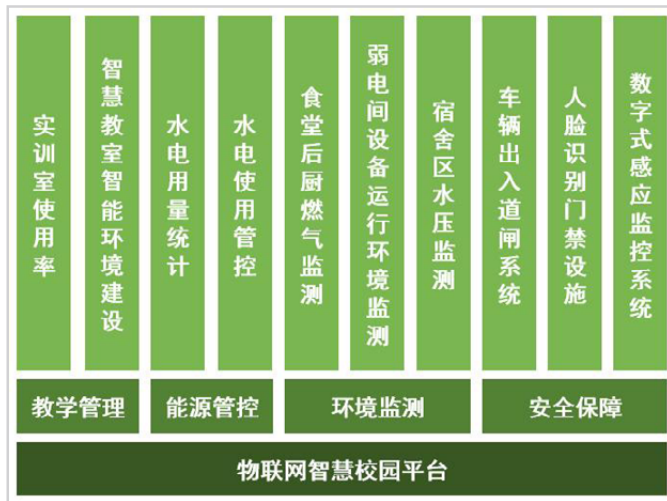 实训室使用率
智慧教室智能环境建设
水电用量统计
水电使用管控
食堂后厨燃气监测
弱电间设备运行环境监测
宿舍区水压监测
车辆出入道闸系统
人脸识别门禁设施
数字式感应监控系统
教学管理
能源管控
环境监测
安全保障
物联网智慧校园平台